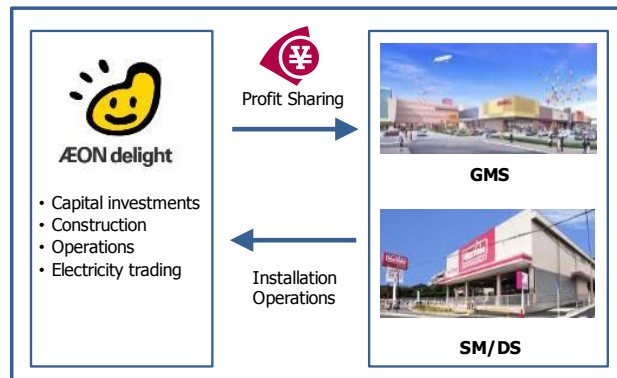 ÆON delight
• Capital investments
• Construction
• Operations
• Electricity trading
¥
Profit Sharing
Installation
Operations
GMS
SM/DS